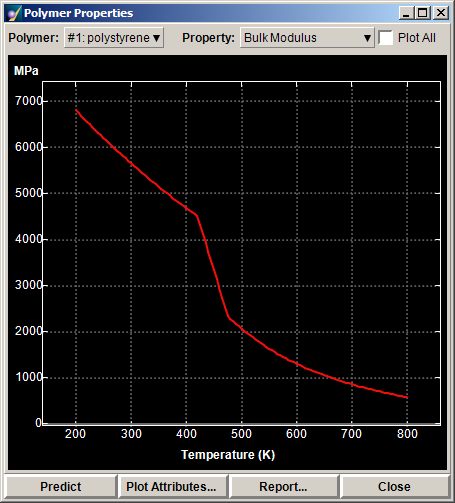 Polymer Properties
Polymer: #1: polystyrene Property: Bulk Modulus Plot All
MPa
7000
6000
5000
4000
3000
2000
1000
0
200 300 400 500 600 700 800
Temperature (K)
Predict Plot Attributes... Report... Close